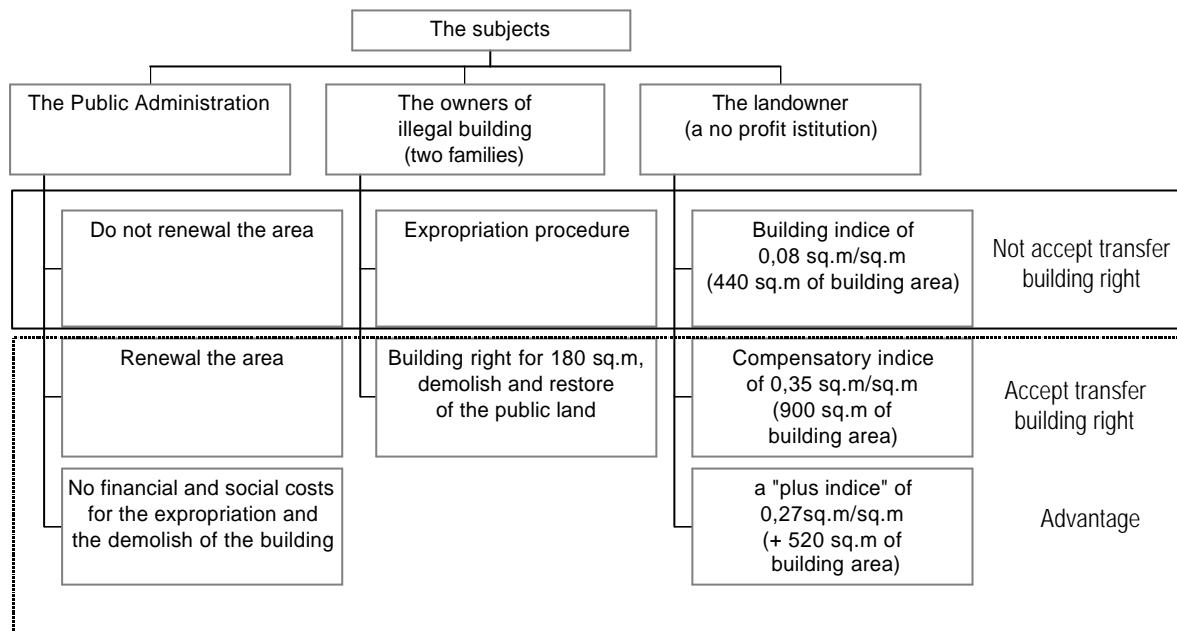 The subjects
The Public Administration
The owners of
illegal building
(two families)
The landowner
(a no profit istitution)
Do not renewal the area
Expropriation procedure
Building indice of
0,08 sq.m/sq.m
(440 sq.m of building area)
Not accept transfer
building right
Renewal the area
Building right for 180 sq.m,
demolish and restore
of the public land
Compensatory indice
of 0,35 sq.m/sq.m
(900 sq.m of
building area)
Accept transfer
building right
No financial and social costs
for the expropriation and
the demolish of the building
a "plus indice" of
0,27sq.m/sq.m
(+ 520 sq.m of
building area)
Advantage